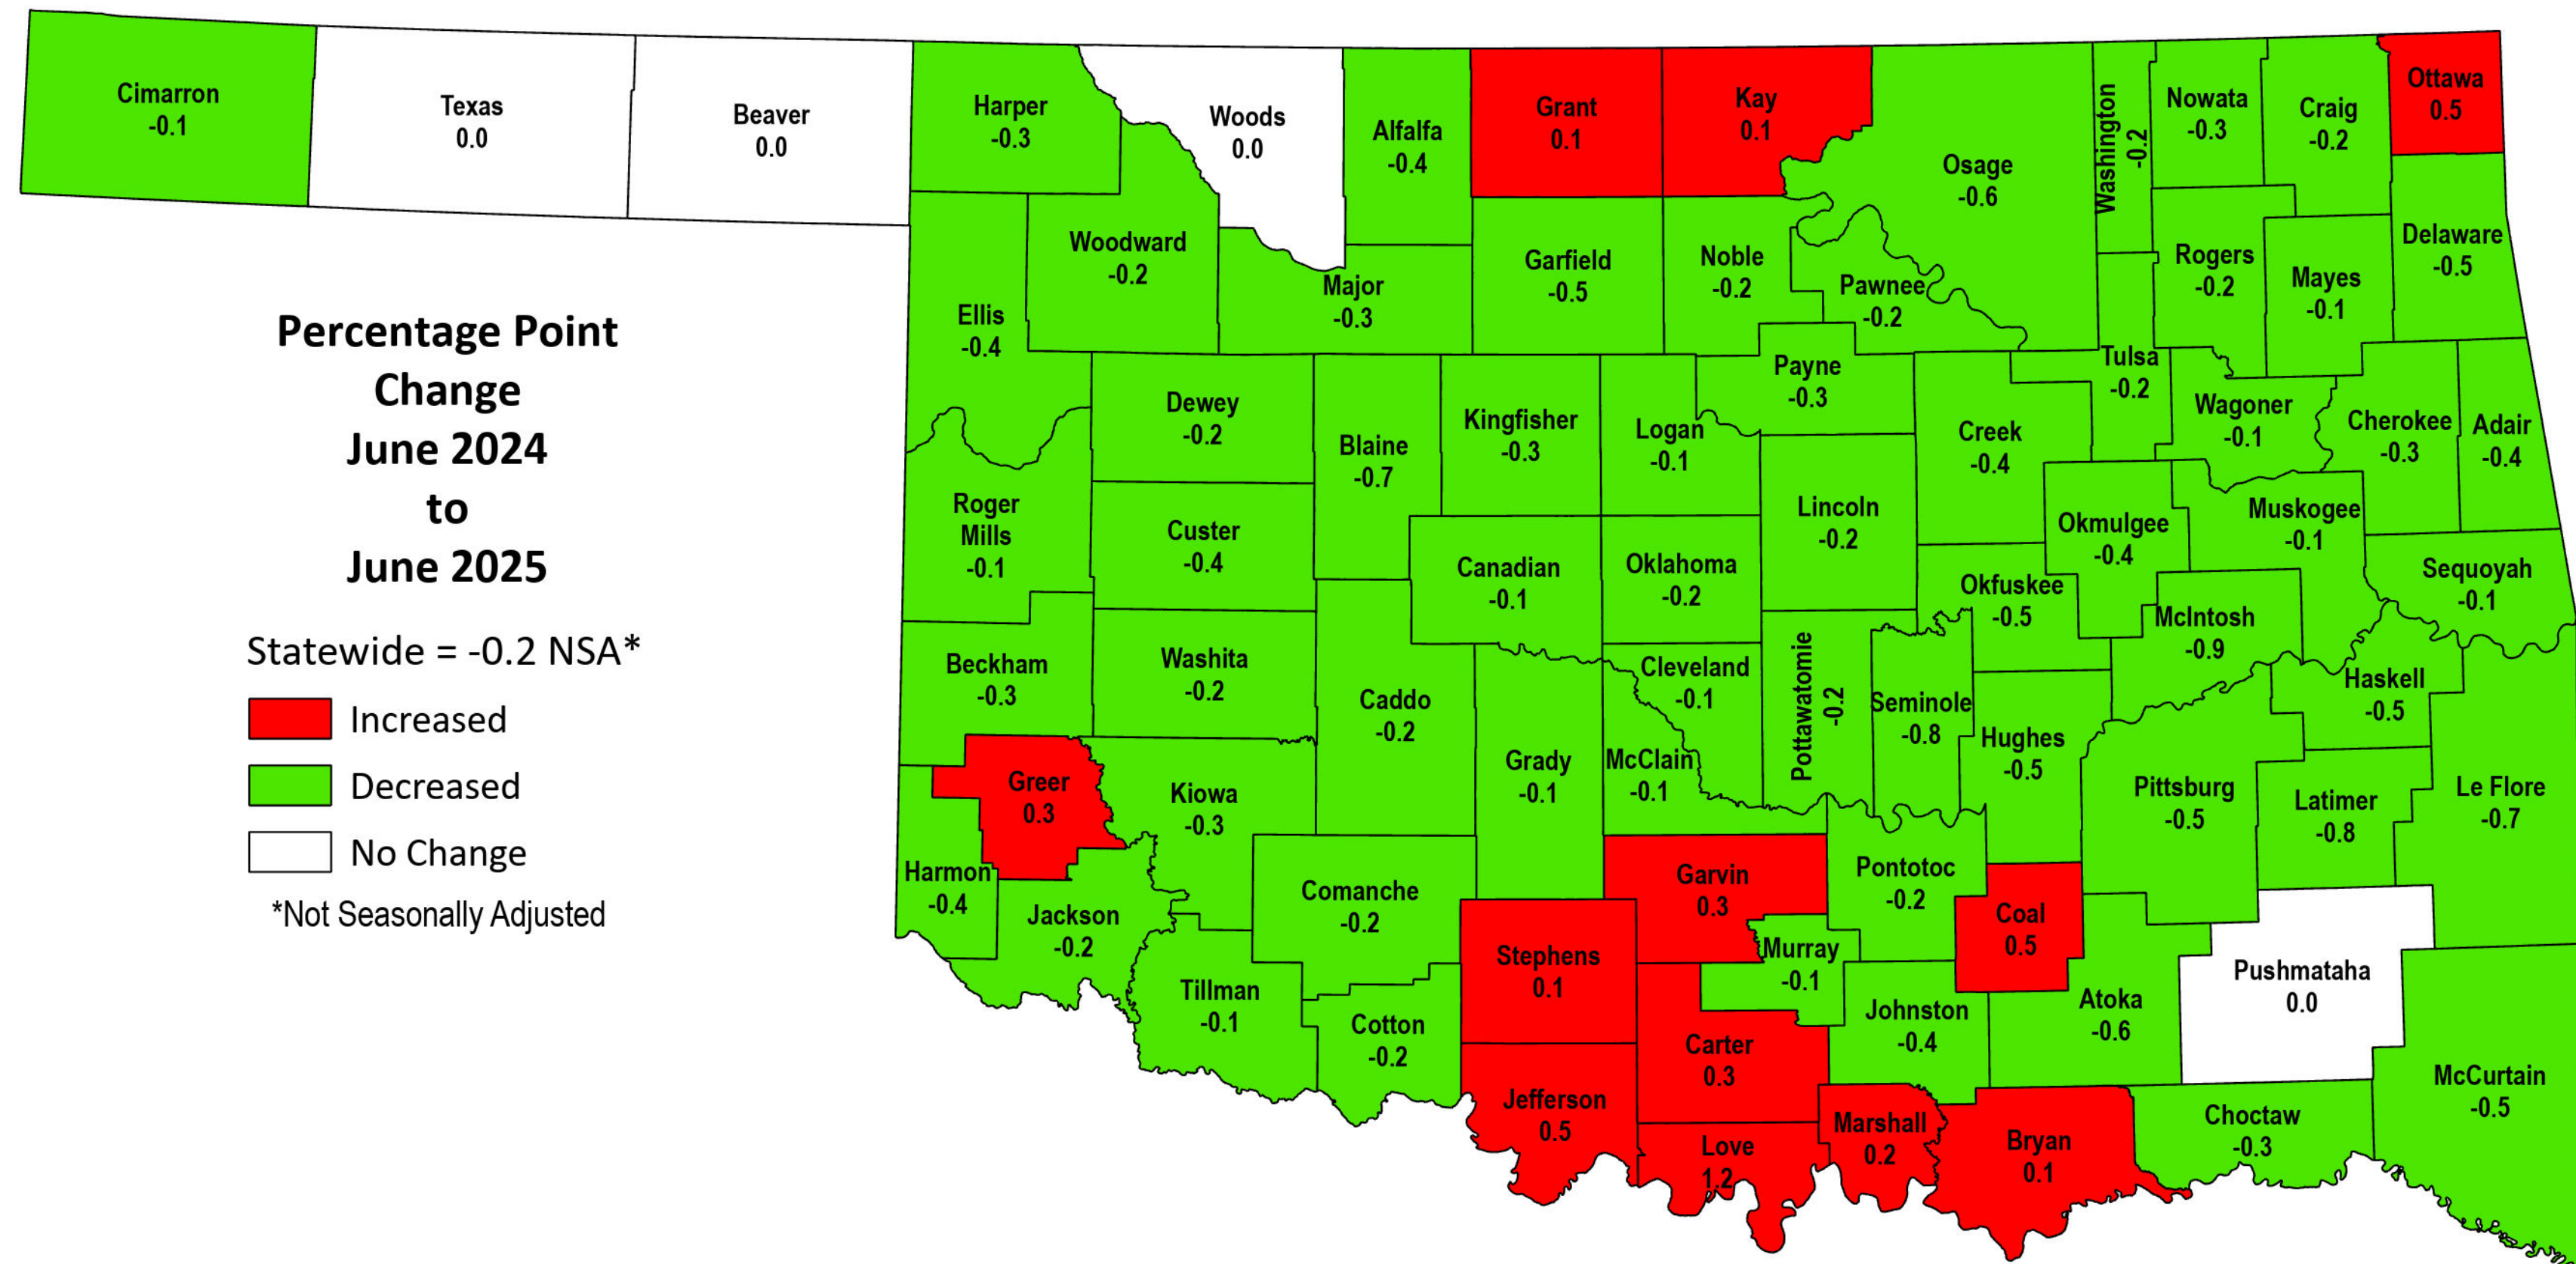 Percentage Point
Change
June 2024
to
June 2025
Statewide = -0.2 NSA*
Increased
Decreased
No Change
*Not Seasonally Adjusted
Cimarron
-0.1
Texas
0.0
Beaver
0.0
Harper
-0.3
Woods
0.0
Alfalfa
-0.4
Grant
0.1
Kay
0.1
Osage
-0.6
Washington
-0.2
Nowata
-0.3
Craig
-0.2
Ottawa
0.5
Ellis
-0.4
Woodward
-0.2
Major
-0.3
Garfield
-0.5
Noble
-0.2
Pawnee
-0.2
Rogers
-0.2
Mayes
-0.1
Delaware
-0.5
Dewey
-0.2
Blaine
-0.7
Kingfisher
-0.3
Logan
-0.1
Payne
-0.3
Creek
-0.4
Tulsa
-0.2
Wagoner
-0.1
Cherokee
-0.3
Adair
-0.4
Roger
Mills
-0.1
Custer
-0.4
Canadian
-0.1
Oklahoma
-0.2
Lincoln
-0.2
Okfuskee
-0.5
Okmulgee
-0.4
Muskogee
-0.1
McIntosh
-0.9
Sequoyah
-0.1
Beckham
-0.3
Washita
-0.2
Caddo
-0.2
Grady
-0.1
McClain
-0.1
Cleveland
-0.1
Pottawatomie
-0.2
Seminole
-0.8
Hughes
-0.5
Pittsburg
-0.5
Haskell
-0.5
Latimer
-0.8
Le Flore
-0.7
Greer
0.3
Kiowa
-0.3
Harmon
-0.4
Jackson
-0.2
Comanche
-0.2
Tillman
-0.1
Cotton
-0.2
Stephens
0.1
Garvin
0.3
Murray
-0.1
Pontotoc
-0.2
Coal
0.5
Johnston
-0.4
Atoka
-0.6
Pushmataha
0.0
McCurtain
-0.5
Jefferson
0.5
Carter
0.3
Love
1.2
Marshall
0.2
Bryan
0.1
Choctaw
-0.3